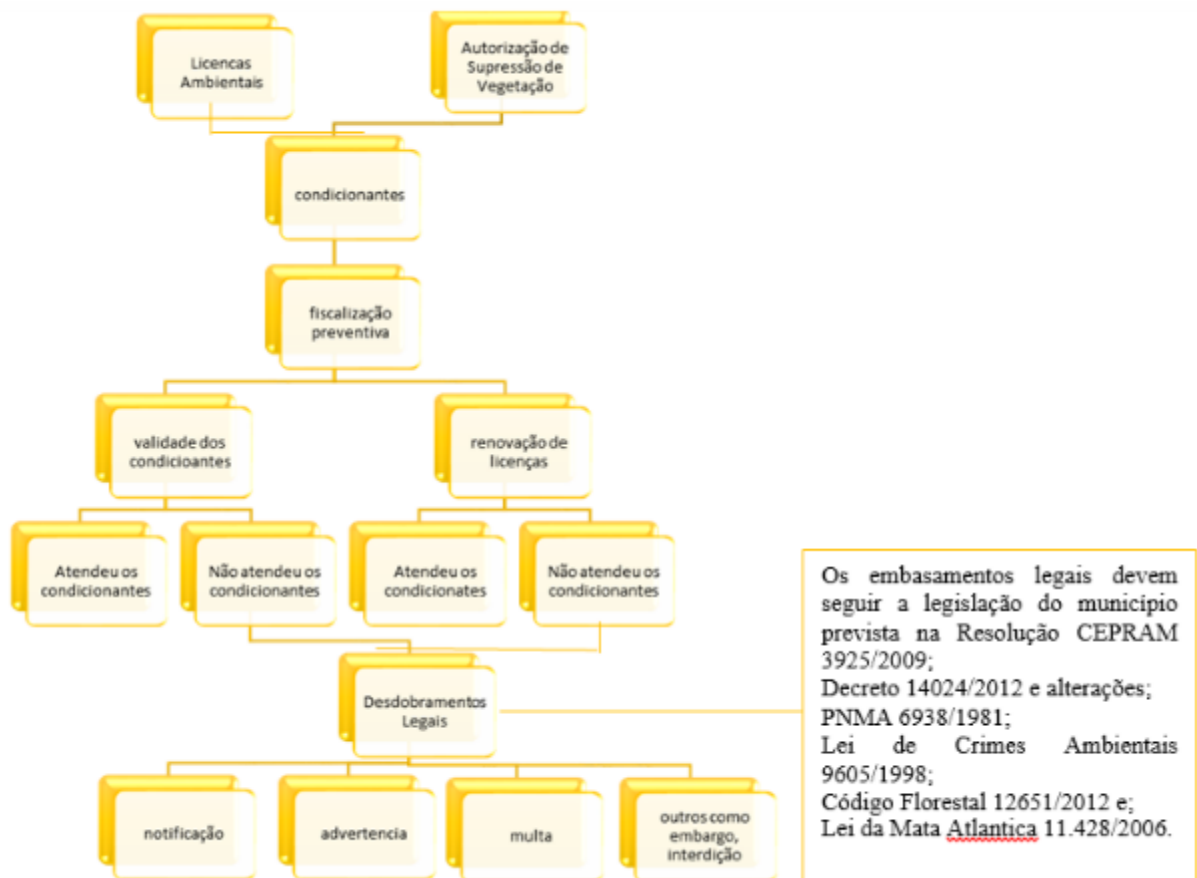 Licencas
Ambientais
Autorização de
Supressão de
Vegetação
condicionantes
fiscalização
preventiva
validade dos
condicioantes
renovação de
licenças
Atendeu os
condicionantes
Não atendeu os
condicionantes
Atendeu os
condicionates
Não atendeu os
condicionantes
Desdobramentos
Legais
notificação
advertencia
multa
outros como
embargo,
interdição
Os embasamentos legais devem
seguir a legislação do município
prevista na Resolução CEPRAM
3925/2009;
Decreto 14024/2012 e alterações;
PNMA 6938/1981;
Lei de Crimes Ambientais
9605/1998;
Código Florestal 12651/2012 e;
Lei da Mata Atlantica 11.428/2006.